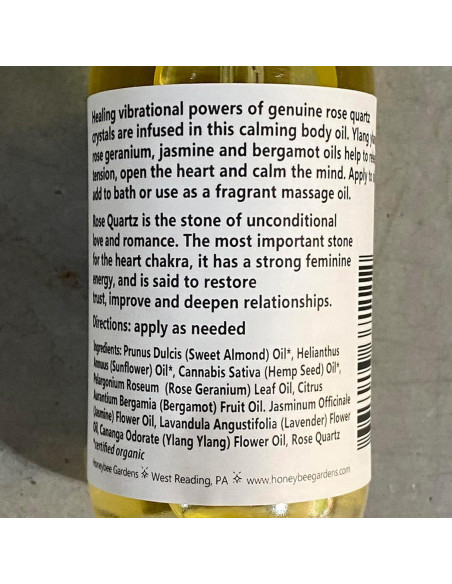 Healing vibrational powers of genuine rose quartz
crystals are infused in this calming body oil. Ylang
rose geranium, jasmine and bergamot oils help to
tension, open the heart and calm the mind. Apply to
add to bath or use as a fragrant massage oil.
Rose Quartz is the stone of unconditional
love and romance. The most important stone
for the heart chakra, it has a strong feminine
energy, and is said to restore
trust, improve and deepen relationships.
Directions: apply as needed
Ingredients: Prunus Dulcis (Sweet Almond) Oil*, Helianthus
Annuus (Sunflower) Oil*, Cannabis Sativa (Hemp Seed) Oil*,
Pelargonium Roseum (Rose Geranium) Leaf Oil, Citrus
Aurantium Bergamia (Bergamot) Fruit Oil. Jasminum Officinale
(Jasmine) Flower Oil, Lavandula Angustifolia (Lavender) Flower
Oil, Cananga Odorate (Ylang Ylang) Flower Oil, Rose Quartz
*certified organic
Honeybee Gardens West Reading, PA www.honeybeegardens.com